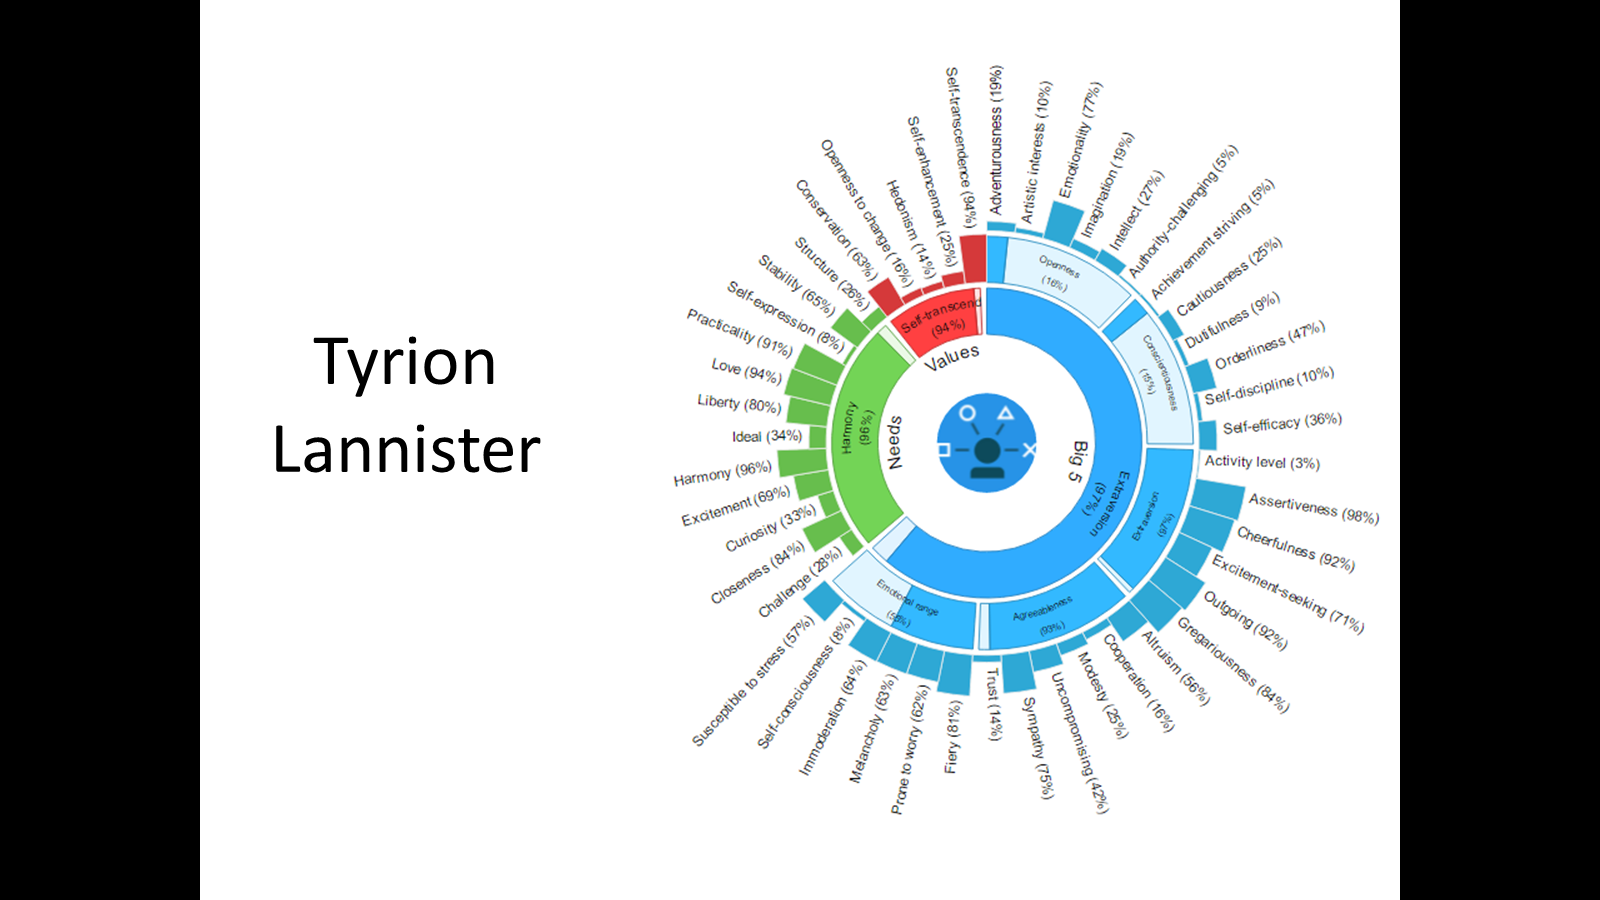 Tyrion
Lannister
Self-transcendence (94%)
Self-enhancement (25%)
Hedonism (14%)
Openness to change (16%)
Conservation (63%)
Structure (26%)
Stability (65%)
Self-expression (8%)
Practicality (91%)
Love (94%)
Liberty (80%)
Ideal (34%)
Harmony (96%)
Excitement (69%)
Curiosity (33%)
Closeness (84%)
Challenge (28%)
Adventurousness (19%)
Artistic interests (10%)
Emotionality (77%)
Imagination (19%)
Intellect (27%)
Authority-challenging (5%)
Achievement striving (5%)
Cautiousness (25%)
Dutifulness (9%)
Orderliness (47%)
Self-discipline (10%)
Self-efficacy (36%)
Activity level (3%)
Assertiveness (98%)
Cheerfulness (92%)
Excitement-seeking (71%)
Outgoing (92%)
Gregariousness (84%)
Altruism (56%)
Cooperation (16%)
Modesty (25%)
Uncompromising (42%)
Sympathy (75%)
Trust (14%)
Fiery (81%)
Prone to worry (62%)
Melancholy (63%)
Immoderation (64%)
Self-consciousness (8%)
Susceptible to stress (57%)
Openness
(16%)
Conscientiousness
(15%)
Extraversion
(97%)
Agreeableness
(93%)
Emotional range
Self-transcend
(94%)
Values
Harmony
(96%)
Needs
Big 5
Extraversion
(97%)